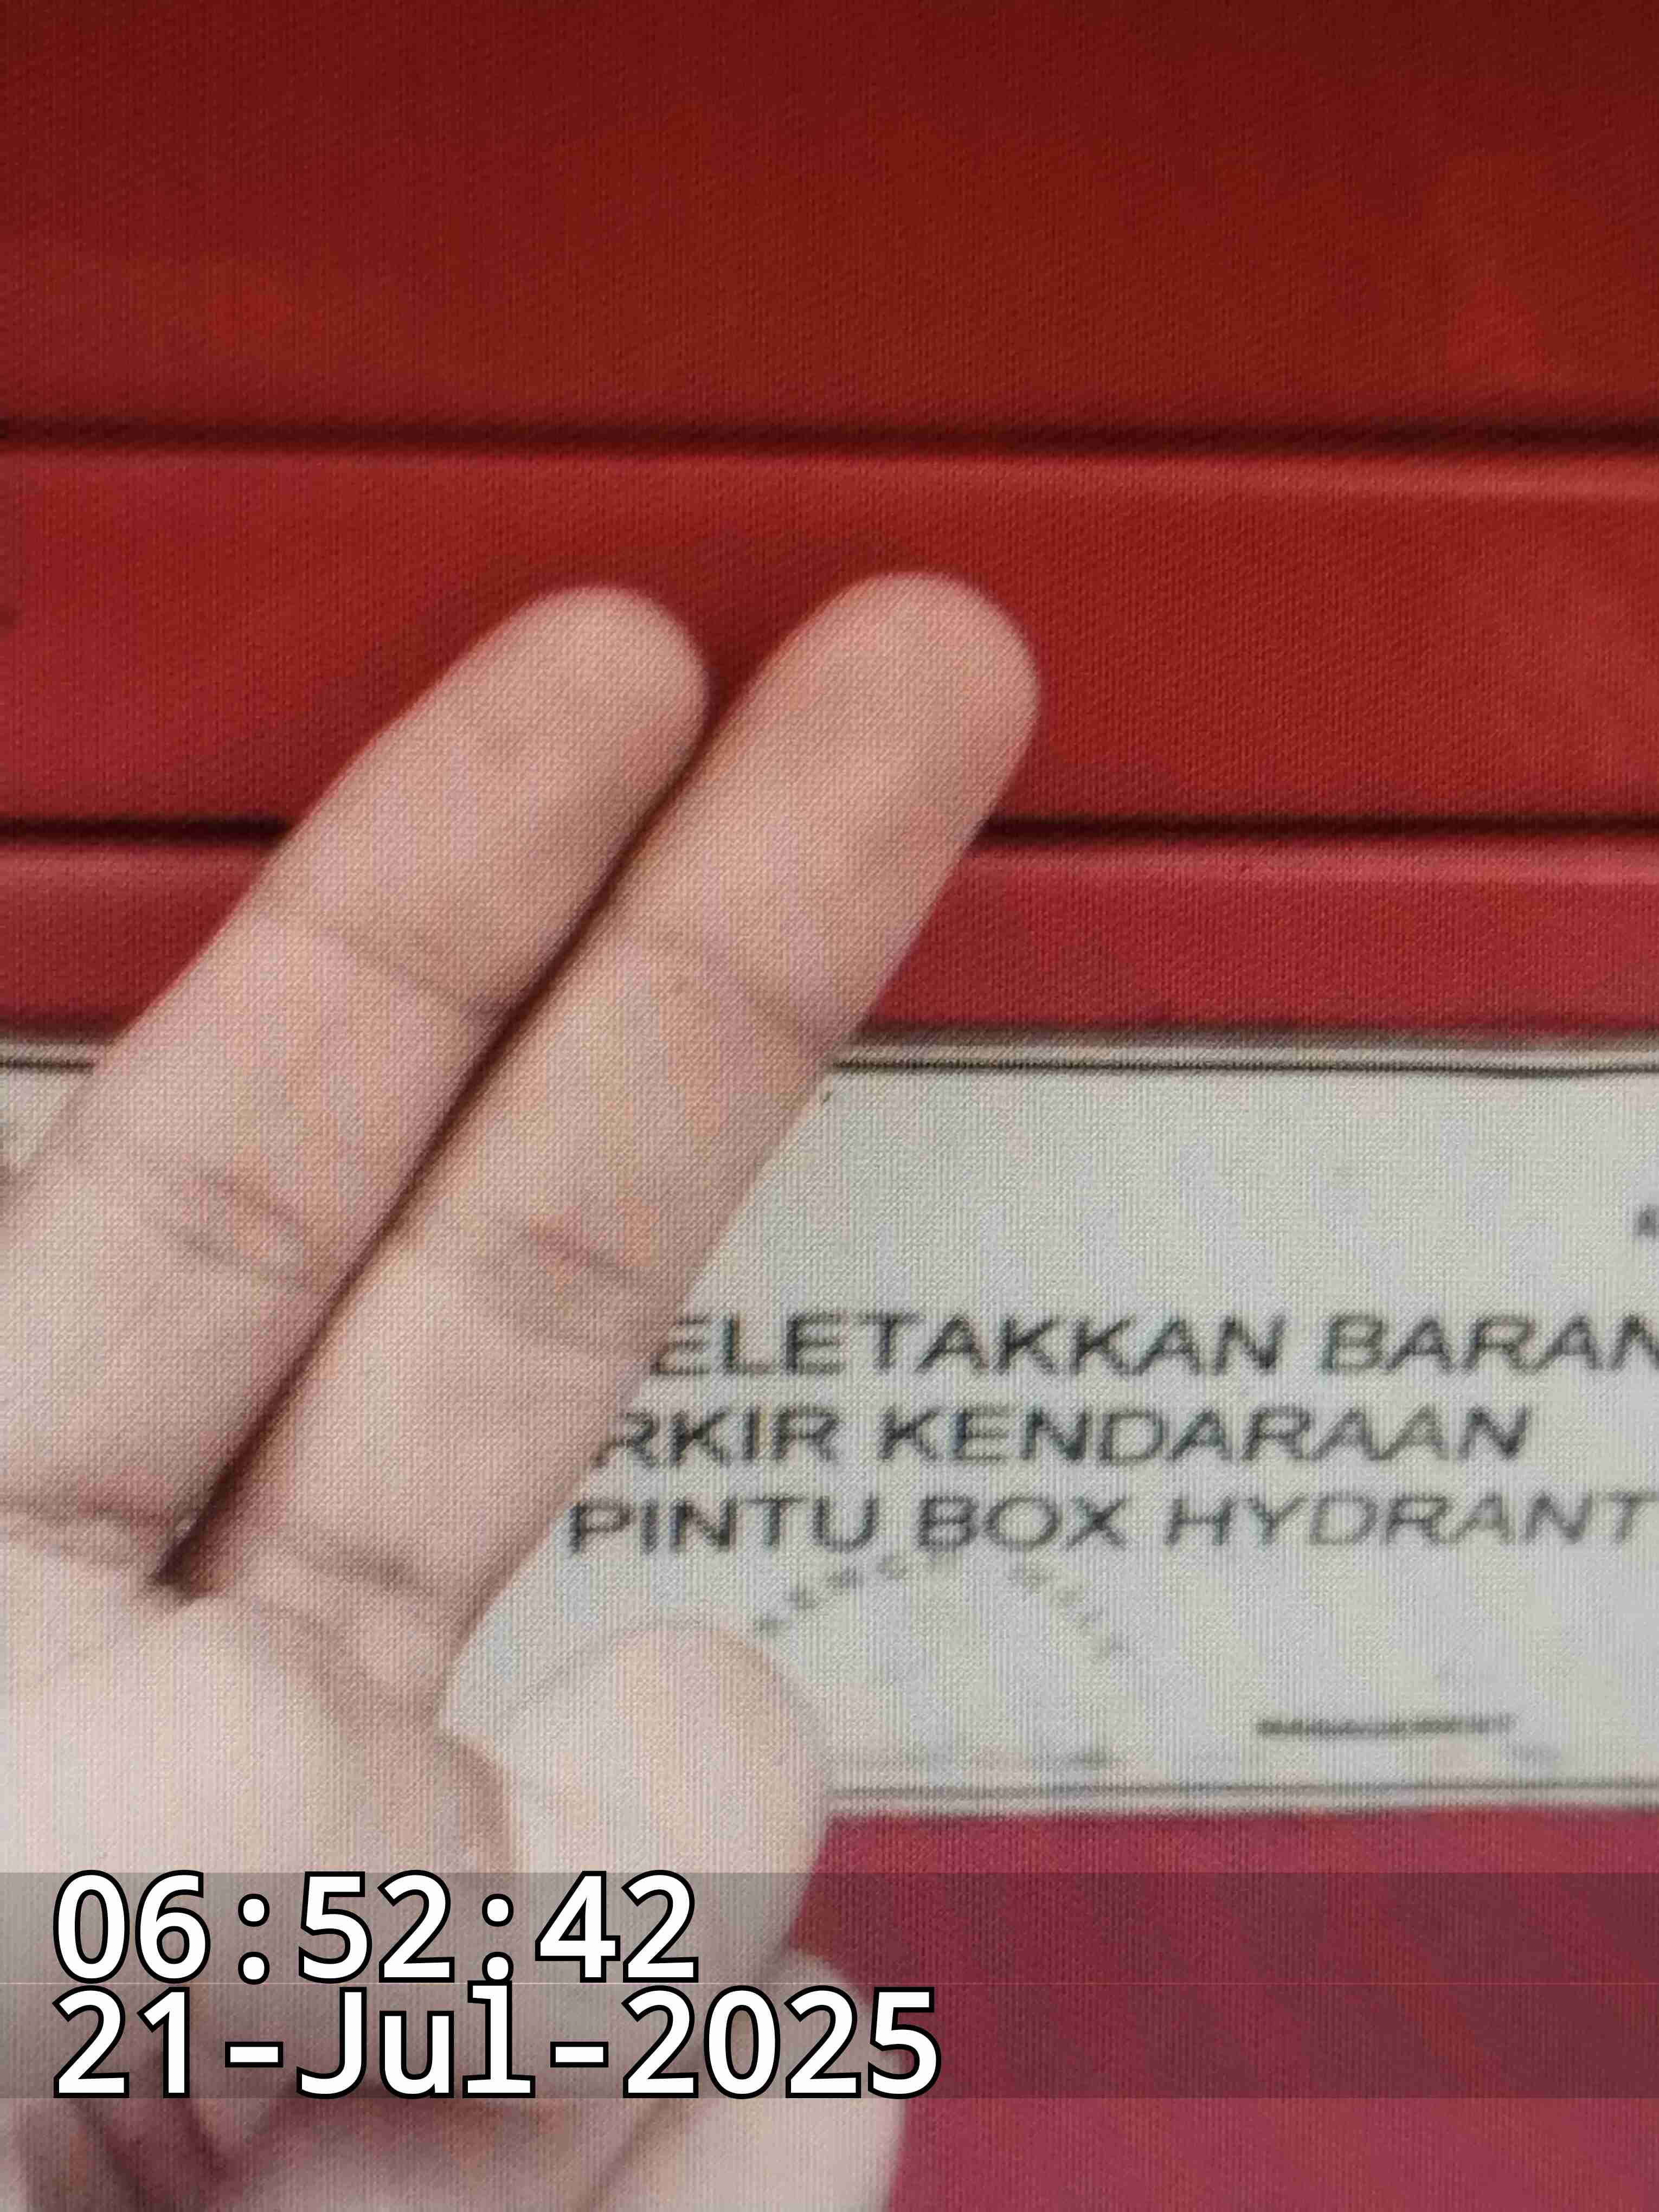 ELETAKKAN BARAN
RKIR KENDARAAN
PINTU BOX HYDRANT
06:52:42
21-Jul-2025